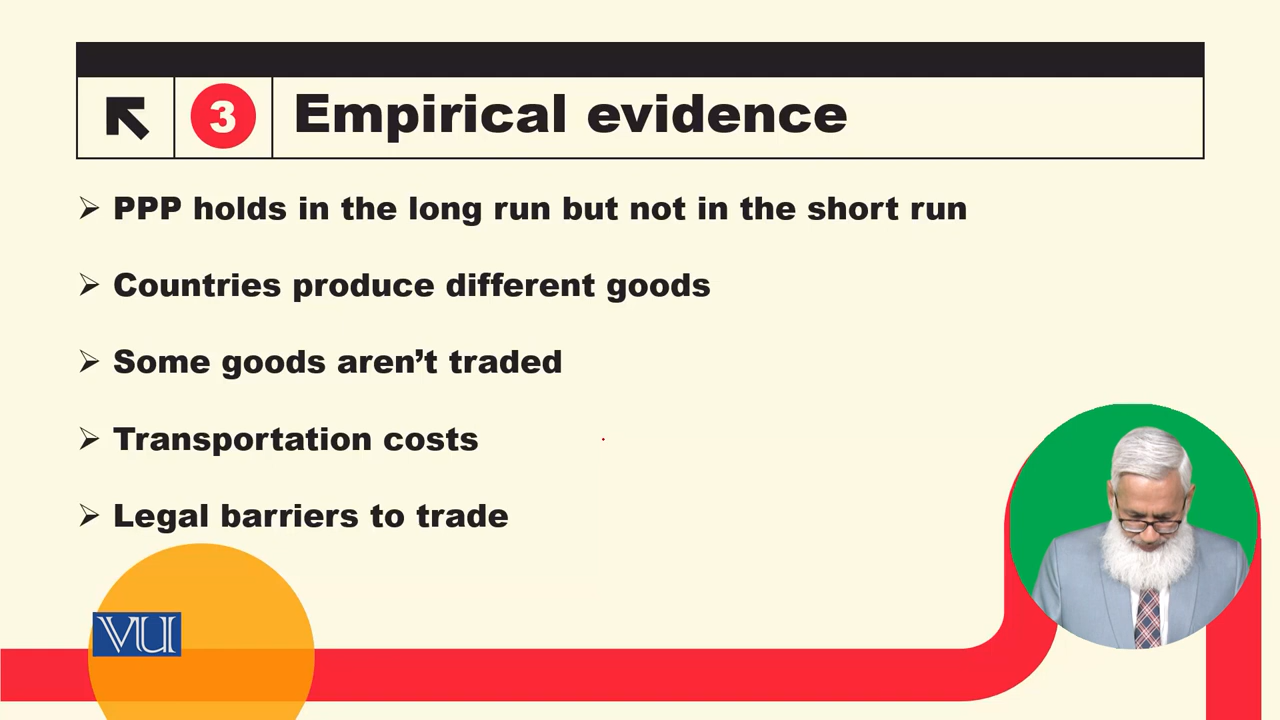 3 Empirical evidence
➢ PPP holds in the long run but not in the short run
➢ Countries produce different goods
➢ Some goods aren’t traded
➢ Transportation costs
➢ Legal barriers to trade
VU